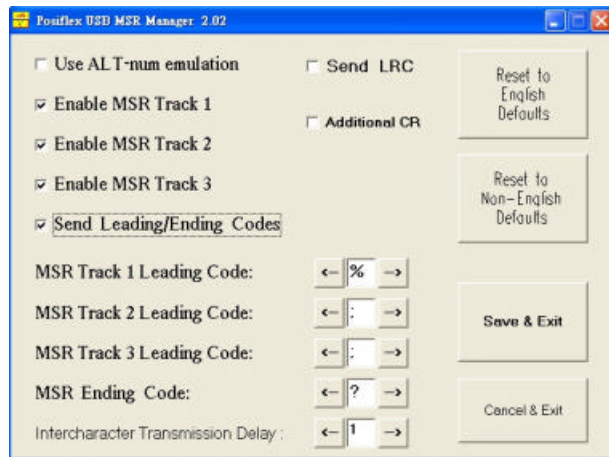 Posiflex USB MSR Manager 2.02
Use ALT-num emulation
Send LRC
Enable MSR Track 1
Additional CR
Enable MSR Track 2
Enable MSR Track 3
Send Leading/Ending Codes
Reset to
English
Defaults
Reset to
Non-English
Defaults
MSR Track 1 Leading Code:
<- % ->
MSR Track 2 Leading Code:
<- ; ->
MSR Track 3 Leading Code:
<- ; ->
MSR Ending Code:
<- ? ->
Intercharacter Transmission Delay :
<- 1 ->
Save & Exit
Cancel & Exit